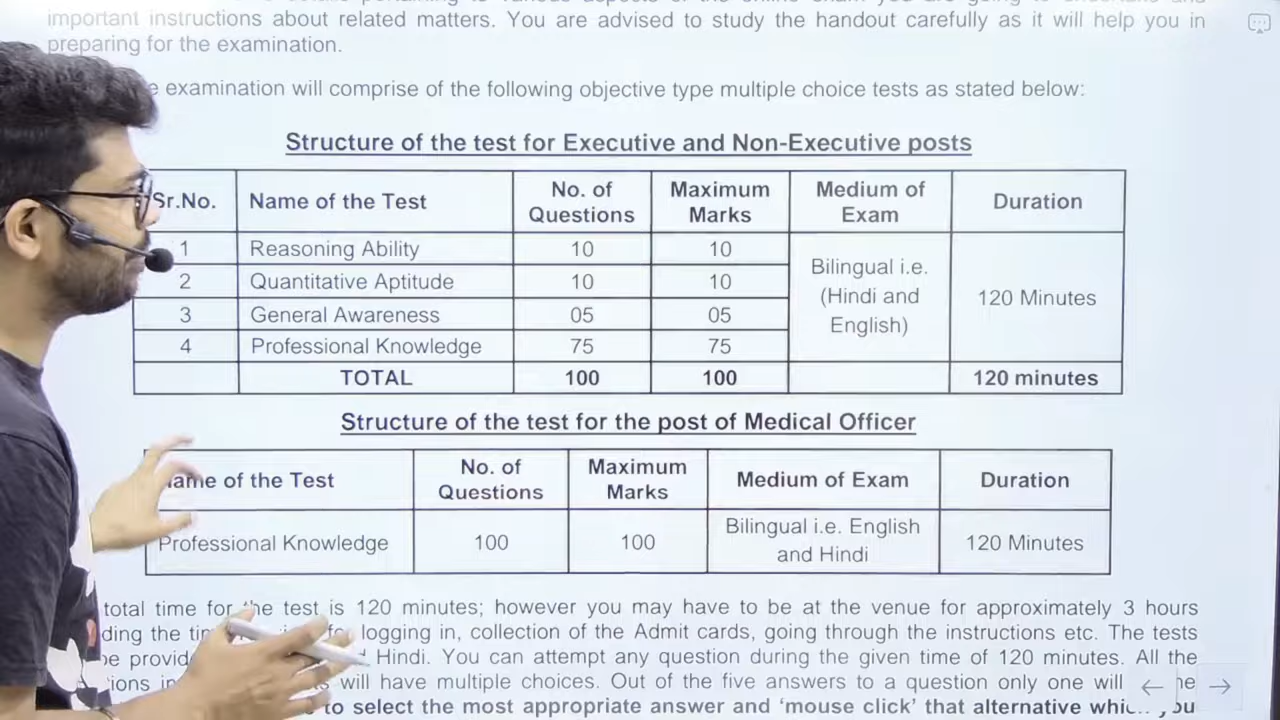 important instructions about related matters. You are advised to study the handout carefully as it will help you in
preparing for the examination.
examination will comprise of the following objective type multiple choice tests as stated below:
Structure of the test for Executive and Non-Executive posts
Sr.No. Name of the Test No. of Questions Maximum Marks Medium of Exam Duration
1 Reasoning Ability 10 10 Bilingual i.e. (Hindi and English) 120 Minutes
2 Quantitative Aptitude 10 10
3 General Awareness 05 05
4 Professional Knowledge 75 75
TOTAL 100 100 120 minutes
Structure of the test for the post of Medical Officer
Name of the Test No. of Questions Maximum Marks Medium of Exam Duration
Professional Knowledge 100 100 Bilingual i.e. English and Hindi 120 Minutes
total time for the test is 120 minutes; however you may have to be at the venue for approximately 3 hours
logging in, collection of the Admit cards, going through the instructions etc. The tests
Hindi. You can attempt any question during the given time of 120 minutes. All the
will have multiple choices. Out of the five answers to a question only one will
to select the most appropriate answer and ‘mouse click’ that alternative